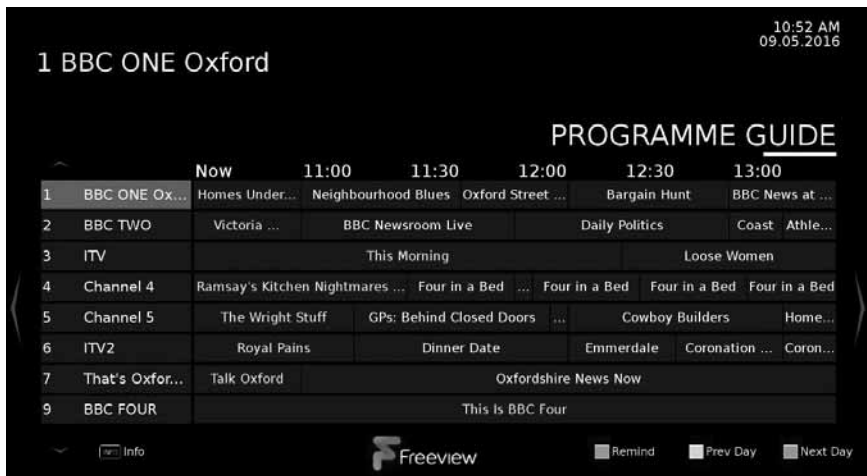 10:52 AM
09.05.2016
1 BBC ONE Oxford
PROGRAMME GUIDE
Now 11:00 11:30 12:00 12:30 13:00
1 BBC ONE Ox... Homes Under... Neighbourhood Blues Oxford Street ... Bargain Hunt BBC News at ...
2 BBC TWO Victoria ... BBC Newsroom Live Daily Politics Coast Athle...
3 ITV This Morning Loose Women
4 Channel 4 Ramsay's Kitchen Nightmares ... Four in a Bed ... Four in a Bed Four in a Bed Four in a Bed
5 Channel 5 The Wright Stuff GPs: Behind Closed Doors ... Cowboy Builders Home...
6 ITV2 Royal Pains Dinner Date Emmerdale Coronation ... Coron...
7 That's Oxfor... Talk Oxford Oxfordshire News Now
9 BBC FOUR This Is BBC Four
Info Freeview Remind Prev Day Next Day